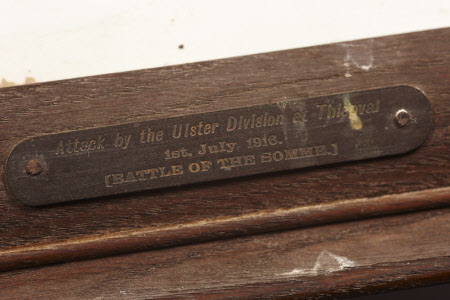 Attack by the Ulster Division at Thiepval
1st. July. 1916.
[BATTLE OF THE SOMME.]